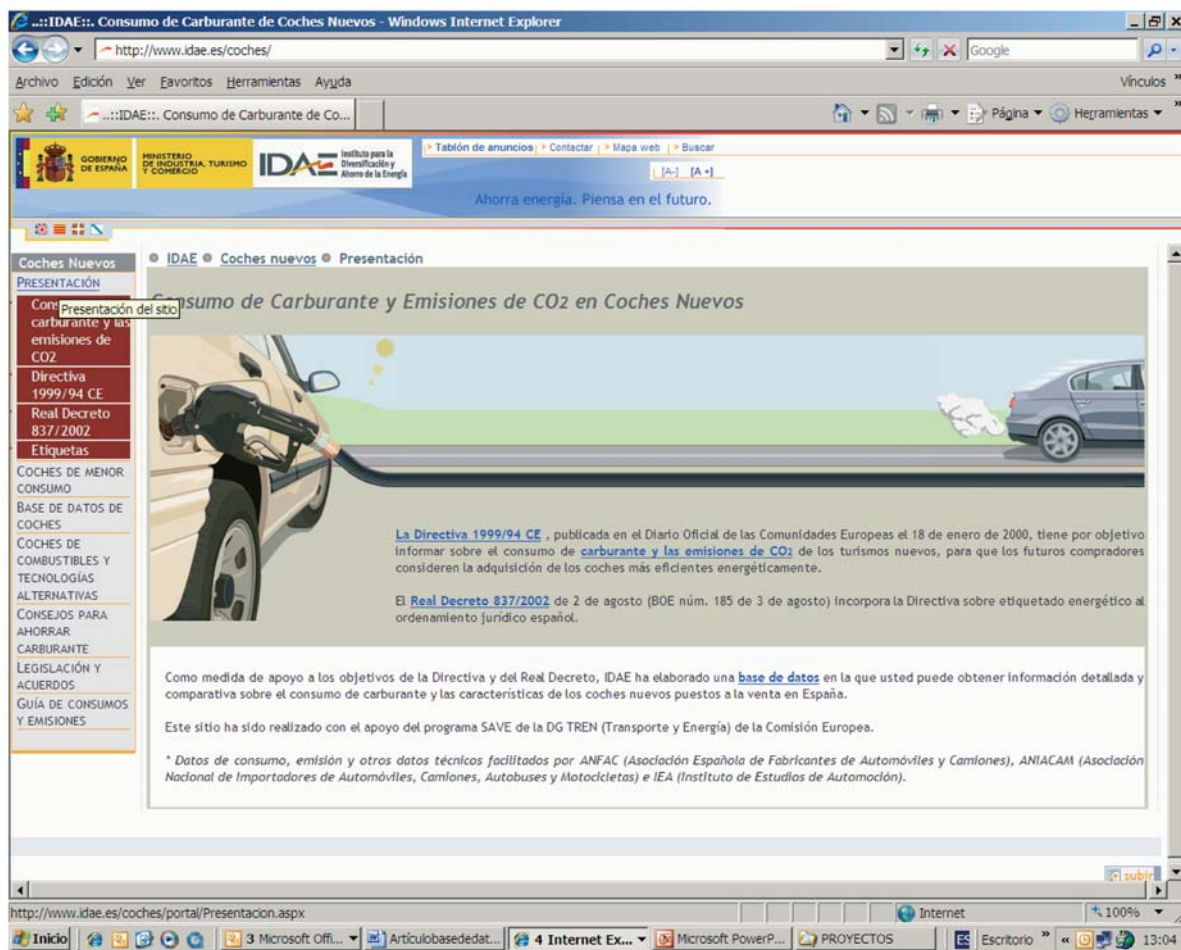 ..::IDAE::. Consumo de Carburante de Coches Nuevos - Windows Internet Explorer
http://www.idae.es/coches/
Google
Archivo Edición Ver Favoritos Herramientas Ayuda
Vínculos »
..::IDAE::. Consumo de Carburante de Co...
Página
Herramientas
GOBIERNO
DE ESPAÑA
MINISTERIO
DE INDUSTRIA, TURISMO
Y COMERCIO
IDAE
Instituto para la
Diversificación y
Ahorro de la Energía
> Tablón de anuncios | > Contactar | > Mapa web | > Buscar
[A-] [A+]
Ahorra energía. Piensa en el futuro.
Coches Nuevos
PRESENTACIÓN
Presentación del sitio
Cons
carburante y las
emisiones de
CO2
Directiva
1999/94 CE
Real Decreto
837/2002
Etiquetas
COCHES DE MENOR
CONSUMO
BASE DE DATOS DE
COCHES
COCHES DE
COMBUSTIBLES Y
TECNOLOGÍAS
ALTERNATIVAS
CONSEJOS PARA
AHORRAR
CARBURANTE
LEGISLACIÓN Y
ACUERDOS
GUÍA DE CONSUMOS
Y EMISIONES
IDAE Coches nuevos Presentación
Consumo de Carburante y Emisiones de CO2 en Coches Nuevos
La Directiva 1999/94 CE , publicada en el Diario Oficial de las Comunidades Europeas el 18 de enero de 2000, tiene por objetivo
informar sobre el consumo de carburante y las emisiones de CO2 de los turismos nuevos, para que los futuros compradores
consideren la adquisición de los coches más eficientes energéticamente.
El Real Decreto 837/2002 de 2 de agosto (BOE núm. 185 de 3 de agosto) incorpora la Directiva sobre etiquetado energético al
ordenamiento jurídico español.
Como medida de apoyo a los objetivos de la Directiva y del Real Decreto, IDAE ha elaborado una base de datos en la que usted puede obtener información detallada y
comparativa sobre el consumo de carburante y las características de los coches nuevos puestos a la venta en España.
Este sitio ha sido realizado con el apoyo del programa SAVE de la DG TREN (Transporte y Energía) de la Comisión Europea.
* Datos de consumo, emisión y otros datos técnicos facilitados por ANFAC (Asociación Española de Fabricantes de Automóviles y Camiones), ANIACAM (Asociación
Nacional de Importadores de Automóviles, Camiones, Autobuses y Motocicletas) e IEA (Instituto de Estudios de Automoción).
subir
http://www.idae.es/coches/portal/Presentacion.aspx
Internet
100%
Inicio
3 Microsoft Offi...
Artículobasededat...
4 Internet Ex...
Microsoft PowerP...
PROYECTOS
ES
Escritorio »
13:04